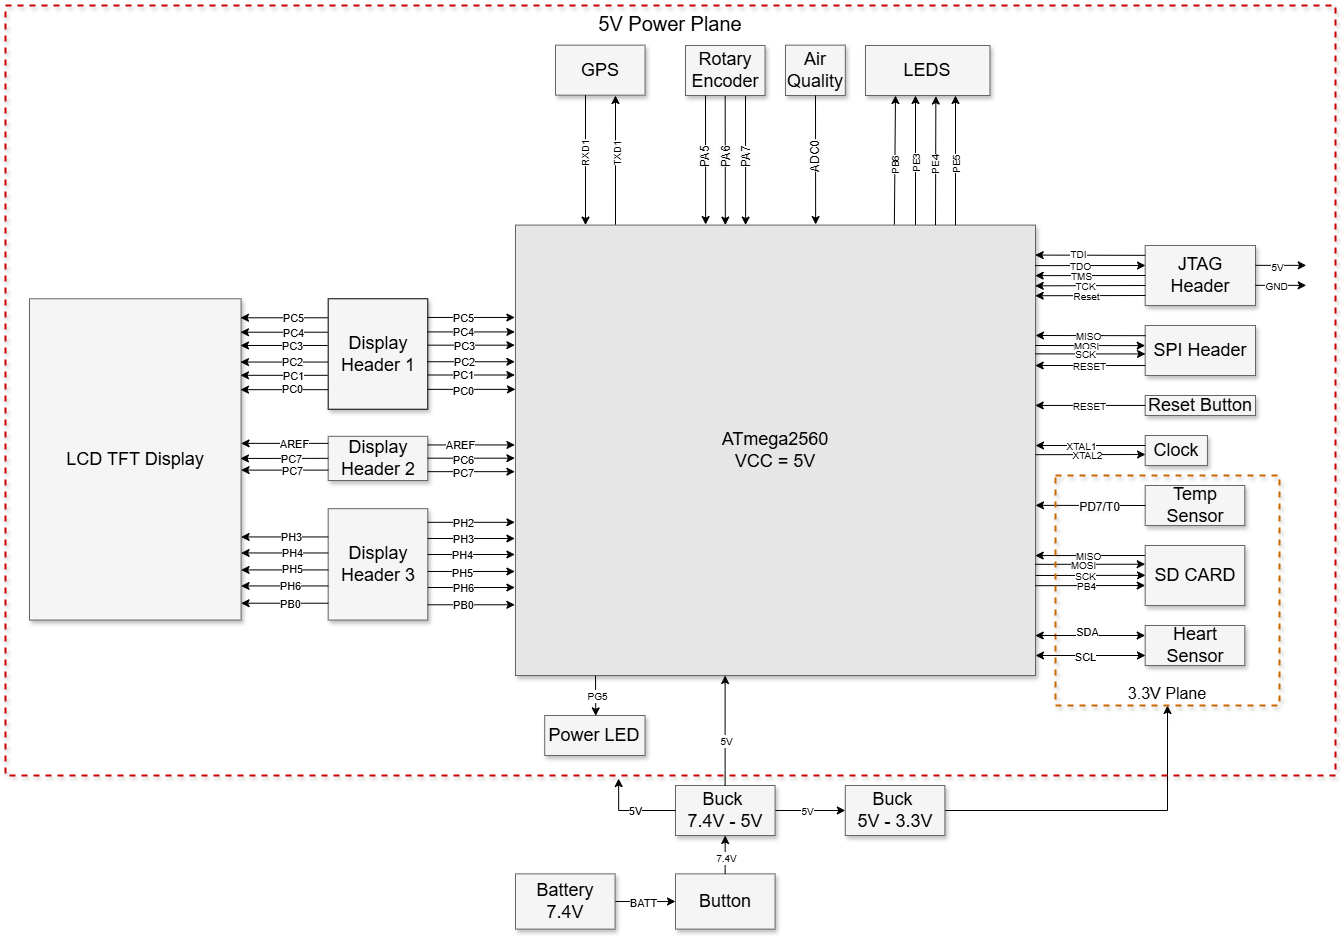 5V Power Plane
GPS
Rotary
Encoder
Air
Quality
LEDS
RXD1
TXD1
PA5
PA6
PA7
ADC0
PB6
PE3
PE4
PE5
TDI
TDO
TMS
TCK
Reset
JTAG
Header
5V
GND
MISO
MOSI
SCK
RESET
SPI Header
RESET
Reset Button
XTAL1
XTAL2
Clock
PD7/T0
Temp
Sensor
MISO
MOSI
SCK
PB4
SD CARD
SDA
SCL
Heart
Sensor
3.3V Plane
ATmega2560
VCC = 5V
LCD TFT Display
PC5
PC4
PC3
PC2
PC1
PC0
Display
Header 1
PC5
PC4
PC3
PC2
PC1
PC0
AREF
PC7
PC7
Display
Header 2
AREF
PC6
PC7
PH3
PH4
PH5
PH6
PB0
Display
Header 3
PH2
PH3
PH4
PH5
PH6
PB0
PG5
Power LED
5V
5V
Buck
7.4V - 5V
5V
Buck
5V - 3.3V
7.4V
Battery
7.4V
BATT
Button